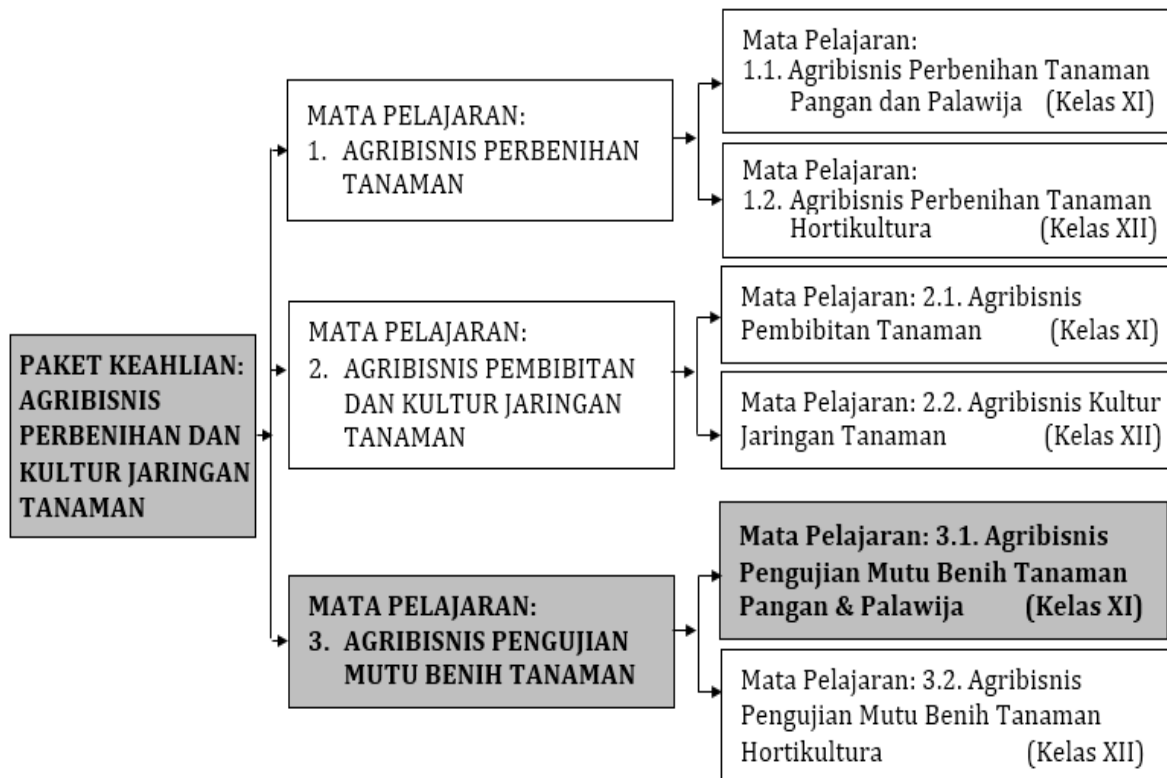 PAKET KEAHLIAN:
AGRIBISNIS
PERBENIHAN DAN
KULTUR JARINGAN
TANAMAN
MATA PELAJARAN:
1. AGRIBISNIS PERBENIHAN
TANAMAN
Mata Pelajaran:
1.1. Agribisnis Perbenihan Tanaman
Pangan dan Palawija (Kelas XI)
Mata Pelajaran:
1.2. Agribisnis Perbenihan Tanaman
Hortikultura (Kelas XII)
MATA PELAJARAN:
2. AGRIBISNIS PEMBIBITAN
DAN KULTUR JARINGAN
TANAMAN
Mata Pelajaran: 2.1. Agribisnis
Pembibitan Tanaman (Kelas XI)
Mata Pelajaran: 2.2. Agribisnis Kultur
Jaringan Tanaman (Kelas XII)
MATA PELAJARAN:
3. AGRIBISNIS PENGUJIAN
MUTU BENIH TANAMAN
Mata Pelajaran: 3.1. Agribisnis
Pengujian Mutu Benih Tanaman
Pangan & Palawija (Kelas XI)
Mata Pelajaran: 3.2. Agribisnis
Pengujian Mutu Benih Tanaman
Hortikultura (Kelas XII)